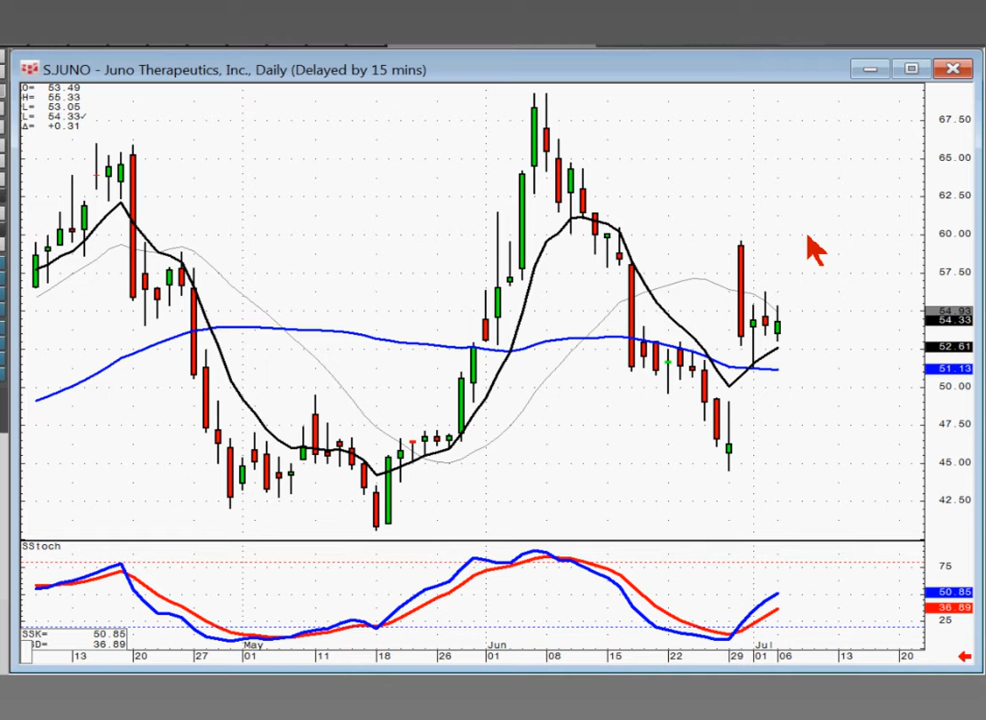 S.JUNO - Juno Therapeutics, Inc., Daily (Delayed by 15 mins)
O= 53.49
H= 55.33
L= 53.05
L= 54.33✓
Δ= +0.31
67.50
65.00
62.50
60.00
57.50
54.93
54.33
52.61
51.13
50.00
47.50
45.00
42.50
SStoch
75
50.85
36.89
25
SSK= 50.85
D= 36.89
May Jun Jul
13 20 27 01 11 18 26 01 08 15 22 29 01 06 13 20